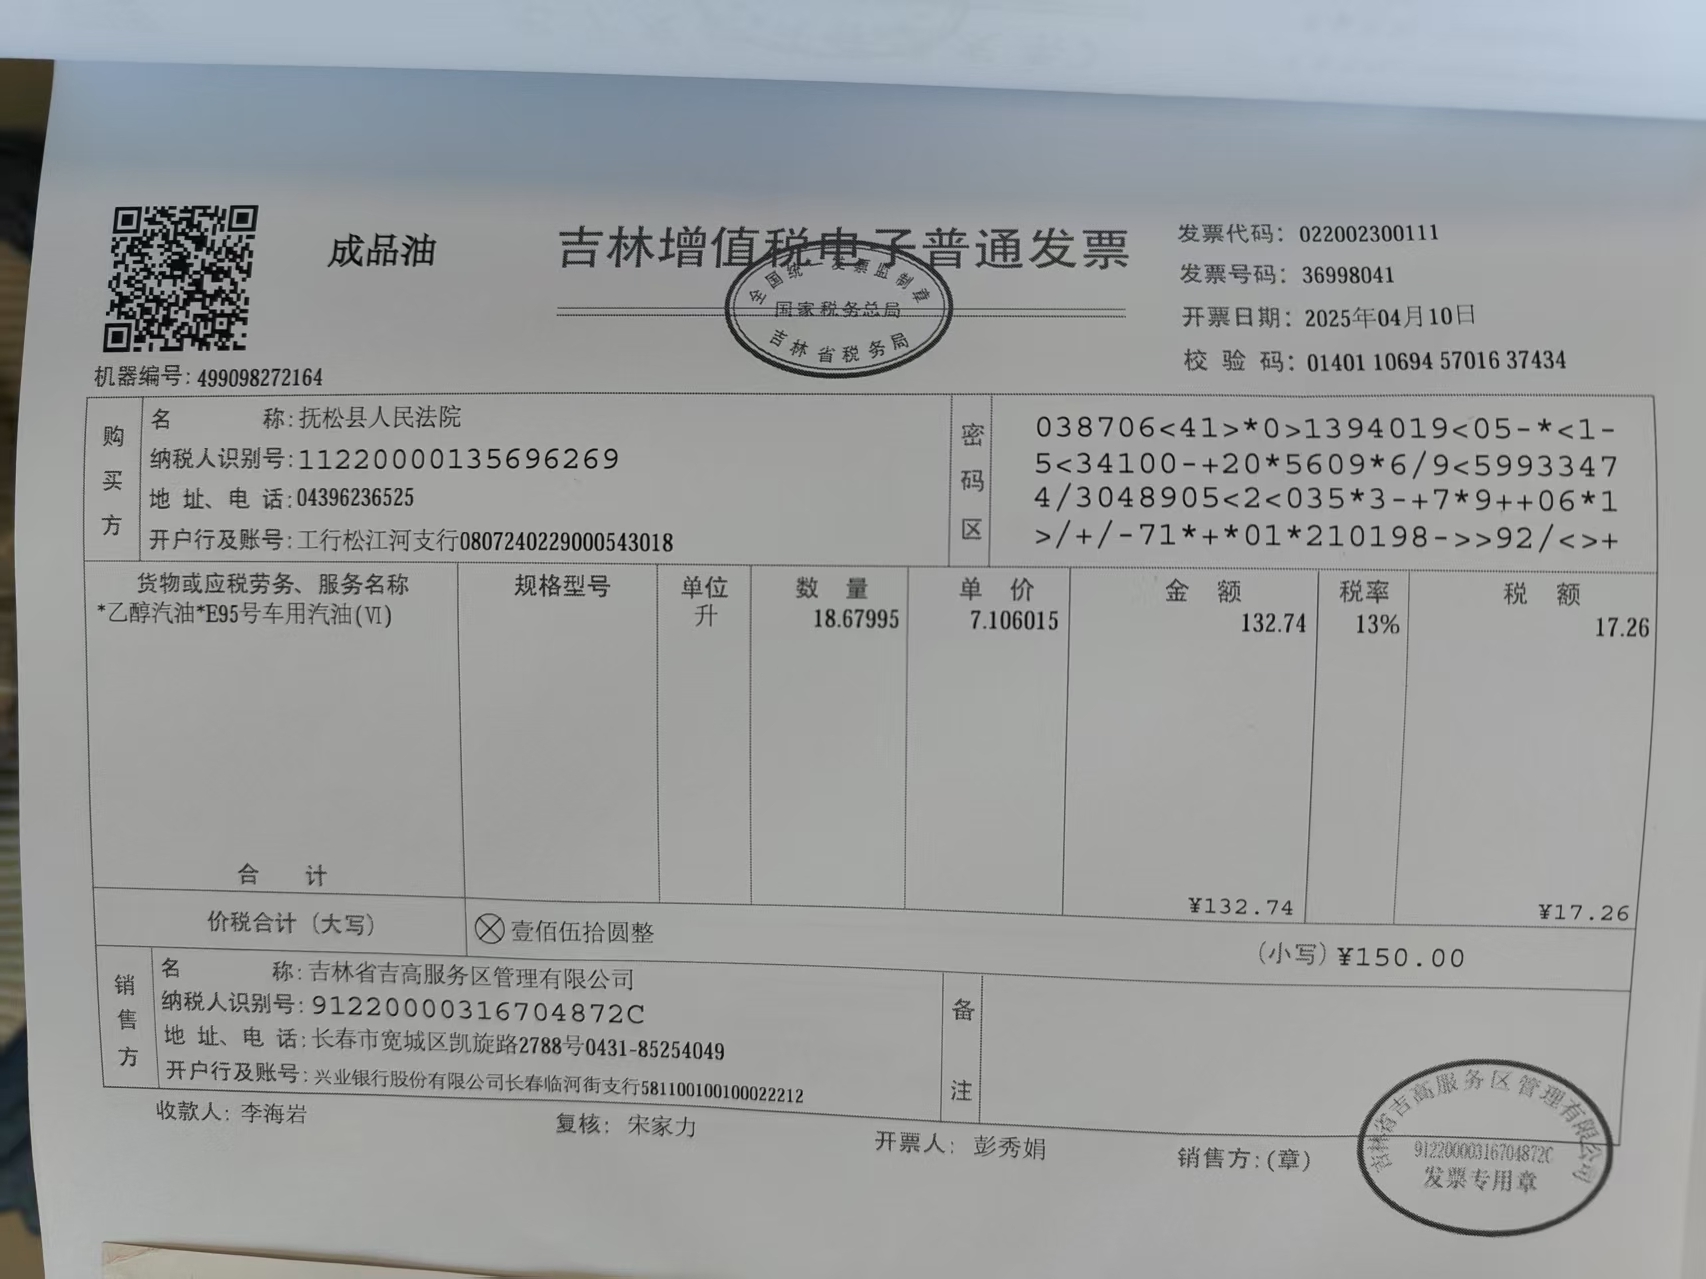 成品油
吉林增值税电子普通发票
全国统一发票监制章
国家税务总局
吉林省税务局
发票代码: 022002300111
发票号码: 36998041
开票日期: 2025年04月10日
校 验 码: 01401 10694 57016 37434
机器编号: 499098272164
购买方
名 称: 抚松县人民法院
纳税人识别号: 11220000135696269
地 址、电 话: 04396236525
开户行及账号: 工行松江河支行0807240229000543018
密码区
038706<41>*0>1394019<05-*<1-
5<34100-+20*5609*6/9<5993347
4/3048905<2<035*3-+7*9++06*1
>/+/-71*+*01*210198->>92/<>+
货物或应税劳务、服务名称 规格型号 单位 数 量 单 价 金 额 税率 税 额
*乙醇汽油*E95号车用汽油(Ⅵ) 升 18.67995 7.106015 132.74 13% 17.26
合 计 ¥132.74 ¥17.26
价税合计（大写） ⊗壹佰伍拾圆整 （小写）¥150.00
销售方
名 称: 吉林省吉高服务区管理有限公司
纳税人识别号: 91220000316704872C
地 址、电 话: 长春市宽城区凯旋路2788号0431-85254049
开户行及账号: 兴业银行股份有限公司长春临河街支行581100100100022212
备注
收款人: 李海岩 复核: 宋家力 开票人: 彭秀娟 销售方:(章)
吉林省吉高服务区管理有限公司
91220000316704872C
发票专用章